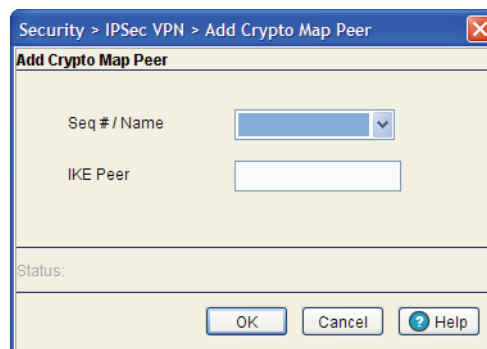 Security > IPSec VPN > Add Crypto Map Peer
Add Crypto Map Peer
Seq # / Name
IKE Peer
Status:
OK Cancel ? Help